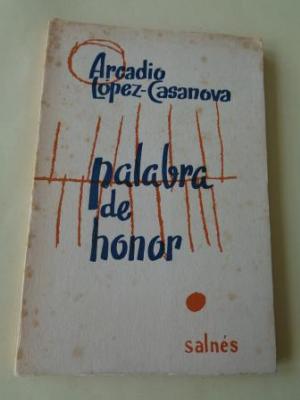 Arcadio
López-Casanova
palabra
de
honor
salnés